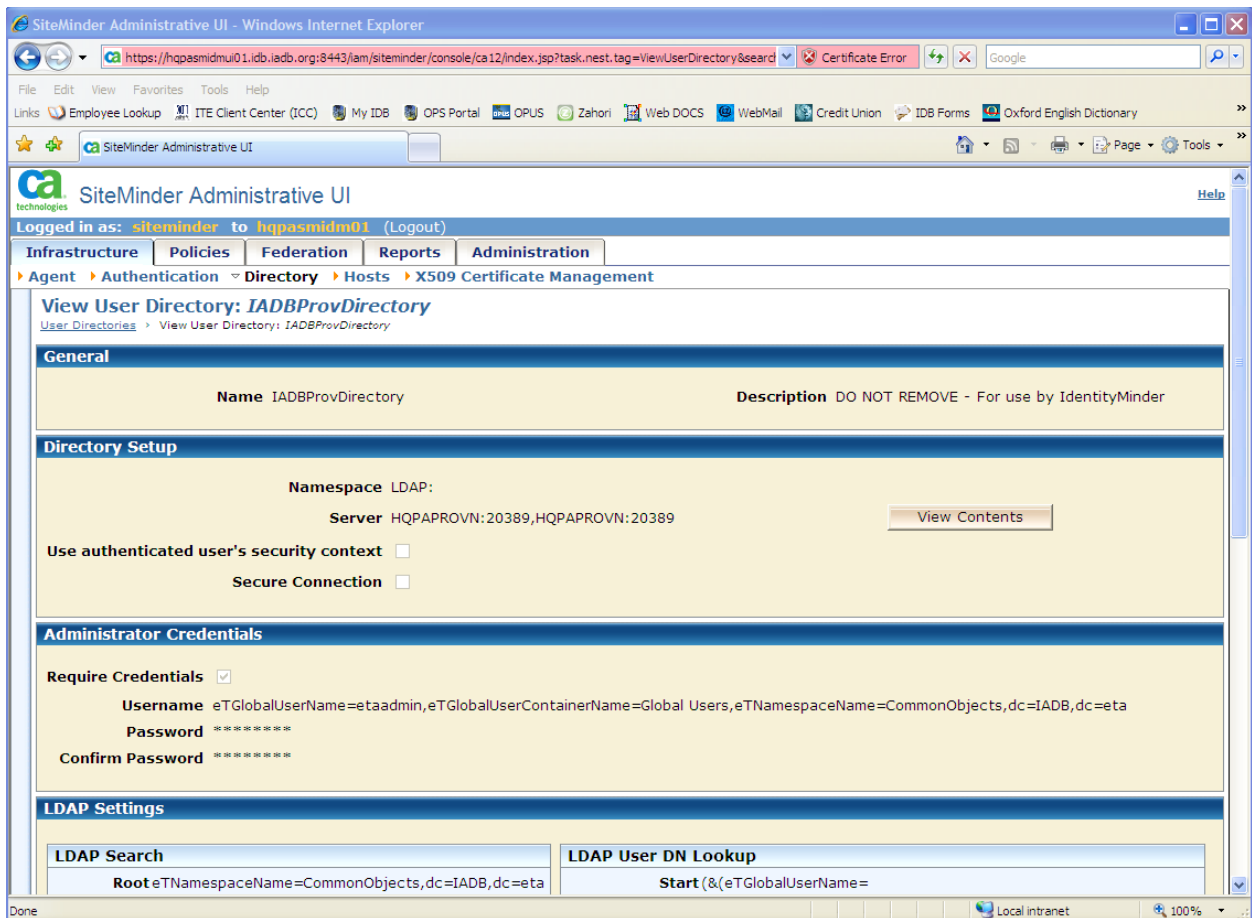 SiteMinder Administrative UI - Windows Internet Explorer
https://hqpasmidmui01.idb.iadb.org:8443/iam/siteminder/console/ca12/index.jsp?task.nest.tag=ViewUserDirectory&search Certificate Error Google
File Edit View Favorites Tools Help
Links Employee Lookup ITE Client Center (ICC) My IDB OPS Portal OPUS OPUS Zahori Web DOCS WebMail Credit Union IDB Forms Oxford English Dictionary »
ca SiteMinder Administrative UI Page Tools »
ca technologies SiteMinder Administrative UI Help
Logged in as: siteminder to hqpasmidm01 (Logout)
Infrastructure Policies Federation Reports Administration
Agent Authentication Directory Hosts X509 Certificate Management
View User Directory: IADBProvDirectory
User Directories › View User Directory: IADBProvDirectory
General
Name IADBProvDirectory Description DO NOT REMOVE - For use by IdentityMinder
Directory Setup
Namespace LDAP:
Server HQPAPROVN:20389,HQPAPROVN:20389 View Contents
Use authenticated user's security context
Secure Connection
Administrator Credentials
Require Credentials
Username eTGlobalUserName=etaadmin,eTGlobalUserContainerName=Global Users,eTNamespaceName=CommonObjects,dc=IADB,dc=eta
Password ********
Confirm Password ********
LDAP Settings
LDAP Search LDAP User DN Lookup
Root eTNamespaceName=CommonObjects,dc=IADB,dc=eta Start (&(eTGlobalUserName=
Done Local intranet 100%